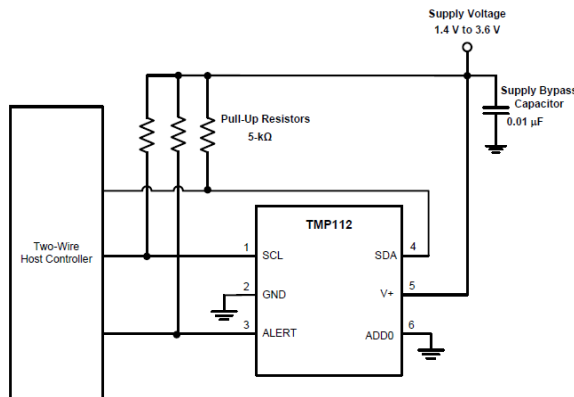 Supply Voltage
1.4 V to 3.6 V
Supply Bypass
Capacitor
0.01 μF
Pull-Up Resistors
5-kΩ
TMP112
Two-Wire
Host Controller
1
SCL
SDA
4
2
GND
V+
5
3
ALERT
ADD0
6